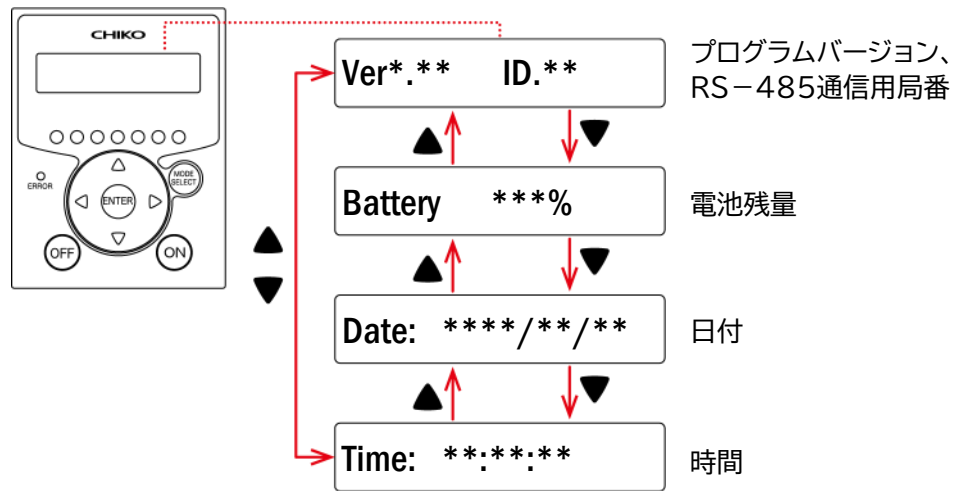 CHIKO
ERROR
MODE
SELECT
ENTER
OFF
ON
Ver*.** ID.**
プログラムバージョン、
RS－485通信用局番
Battery ***%
電池残量
Date: ****/**/**
日付
Time: **:**:**
時間